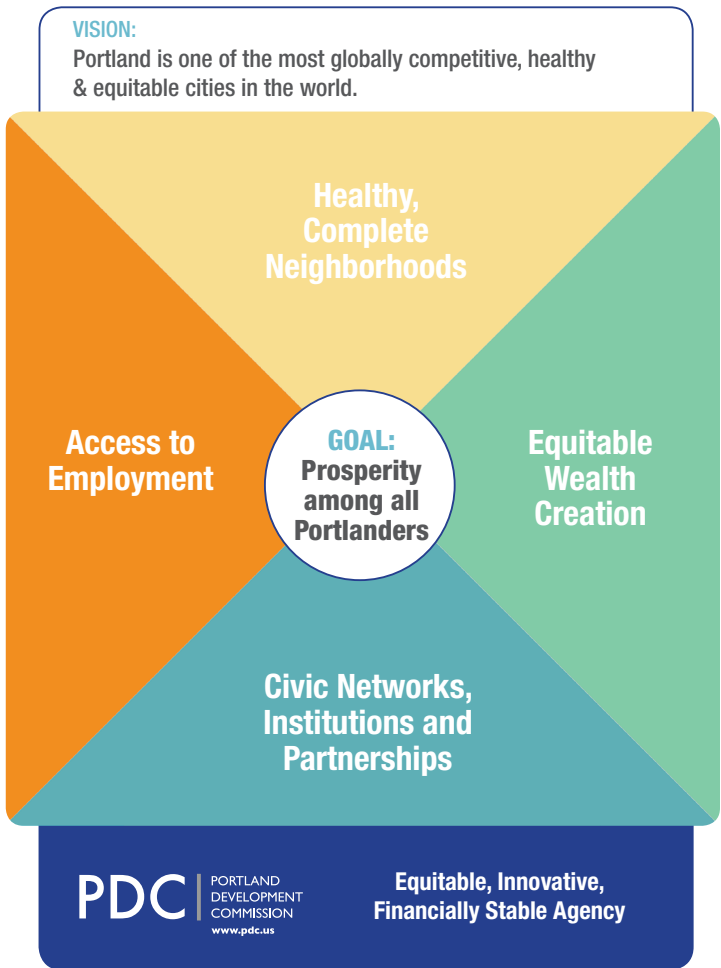 VISION:
Portland is one of the most globally competitive, healthy
& equitable cities in the world.
Healthy,
Complete
Neighborhoods
Access to
Employment
GOAL:
Prosperity
among all
Portlanders
Equitable
Wealth
Creation
Civic Networks,
Institutions and
Partnerships
PDC
PORTLAND
DEVELOPMENT
COMMISSION
www.pdc.us
Equitable, Innovative,
Financially Stable Agency